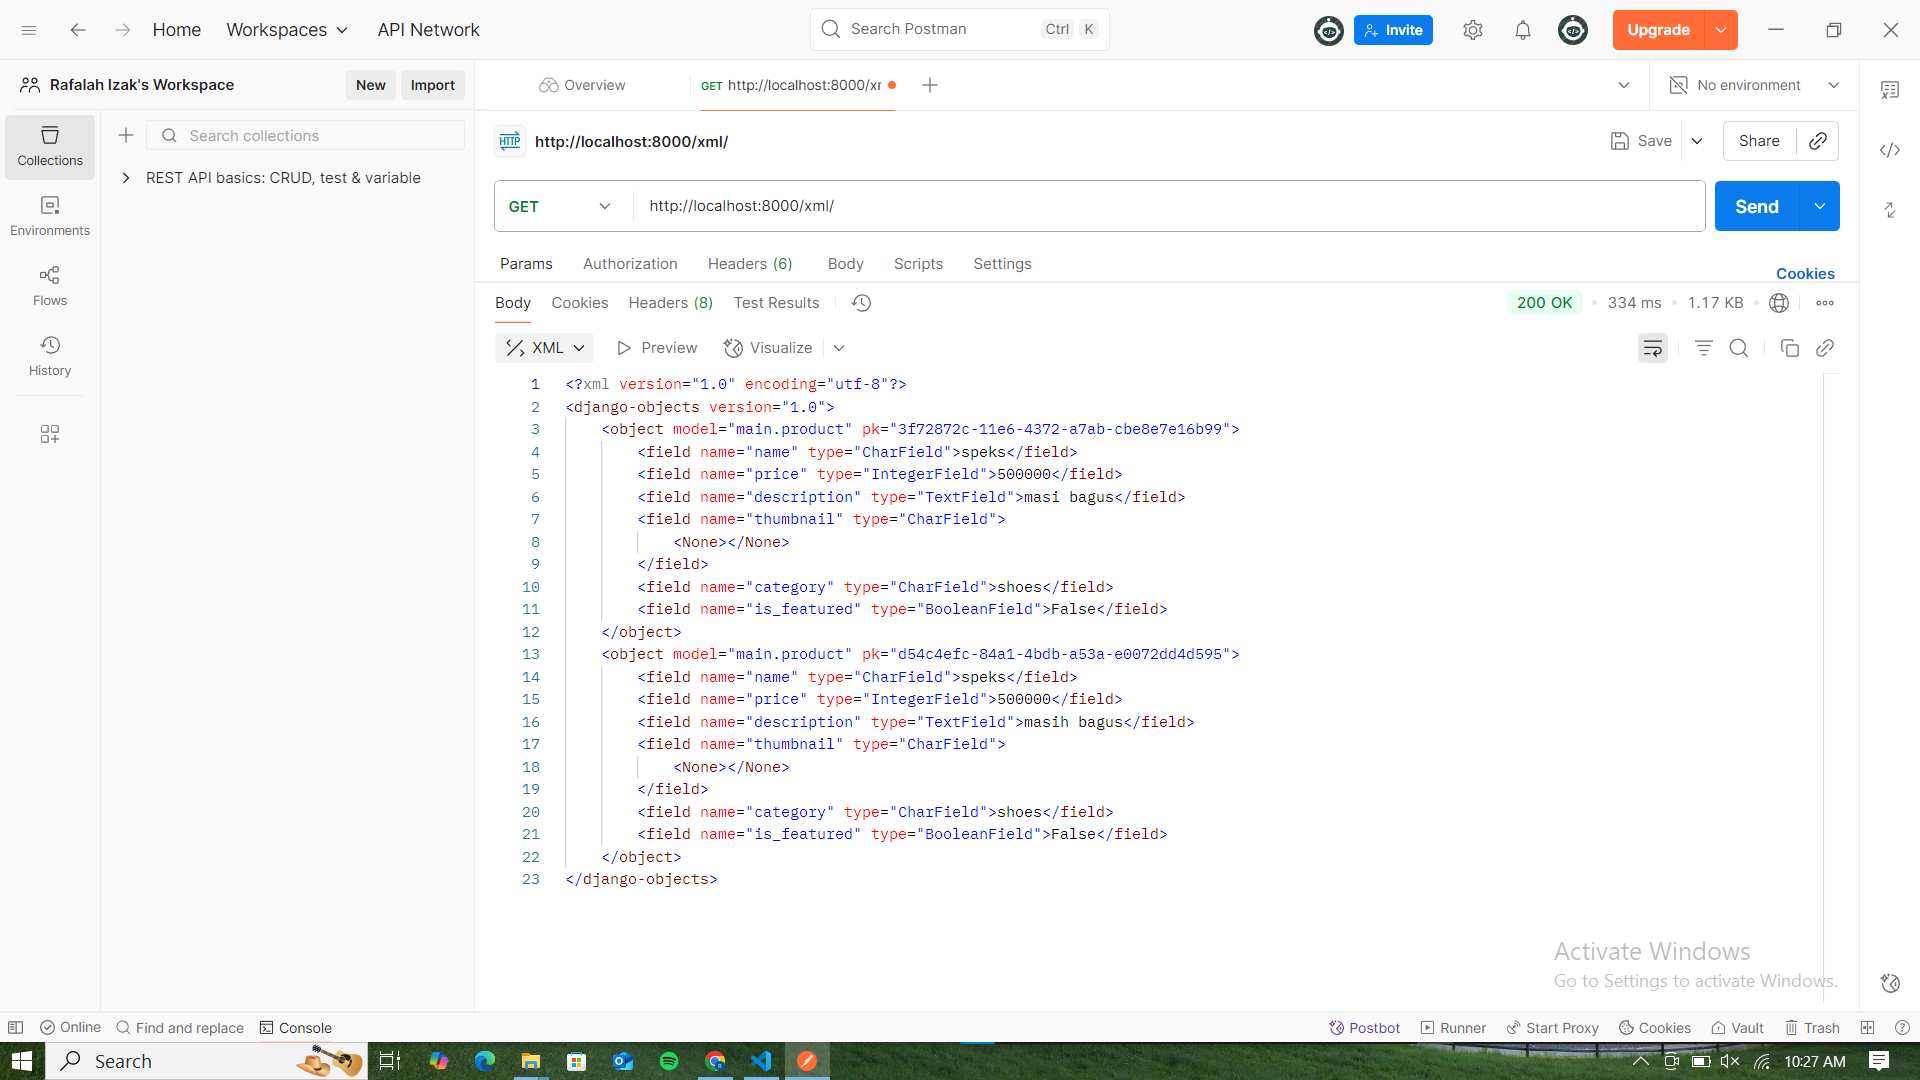 Home
Workspaces
API Network
Search Postman
Ctrl K
Invite
Upgrade
Rafalah Izak's Workspace
New
Import
Overview
GET http://localhost:8000/xr
No environment
Collections
Search collections
REST API basics: CRUD, test & variable
Environments
Flows
History
HTTP http://localhost:8000/xml/
Save
Share
GET
http://localhost:8000/xml/
Send
Params
Authorization
Headers (6)
Body
Scripts
Settings
Cookies
Body
Cookies
Headers (8)
Test Results
200 OK
334 ms
1.17 KB
XML
Preview
Visualize
1 <?xml version="1.0" encoding="utf-8"?>
2 <django-objects version="1.0">
3 <object model="main.product" pk="3f72872c-11e6-4372-a7ab-cbe8e7e16b99">
4 <field name="name" type="CharField">speks</field>
5 <field name="price" type="IntegerField">500000</field>
6 <field name="description" type="TextField">masi bagus</field>
7 <field name="thumbnail" type="CharField">
8 <None></None>
9 </field>
10 <field name="category" type="CharField">shoes</field>
11 <field name="is_featured" type="BooleanField">False</field>
12 </object>
13 <object model="main.product" pk="d54c4efc-84a1-4bdb-a53a-e0072dd4d595">
14 <field name="name" type="CharField">speks</field>
15 <field name="price" type="IntegerField">500000</field>
16 <field name="description" type="TextField">masih bagus</field>
17 <field name="thumbnail" type="CharField">
18 <None></None>
19 </field>
20 <field name="category" type="CharField">shoes</field>
21 <field name="is_featured" type="BooleanField">False</field>
22 </object>
23 </django-objects>
Activate Windows
Go to Settings to activate Windows.
Online
Find and replace
Console
Postbot
Runner
Start Proxy
Cookies
Vault
Trash
Search
10:27 AM